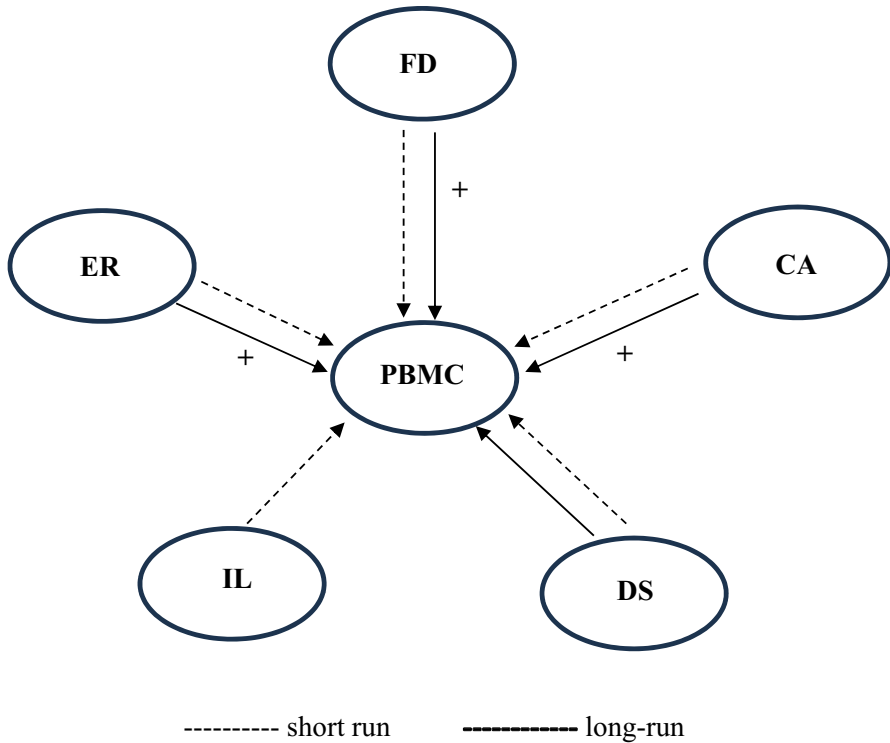 FD
+
ER
CA
+
+
PBMC
IL
DS
short run
long-run